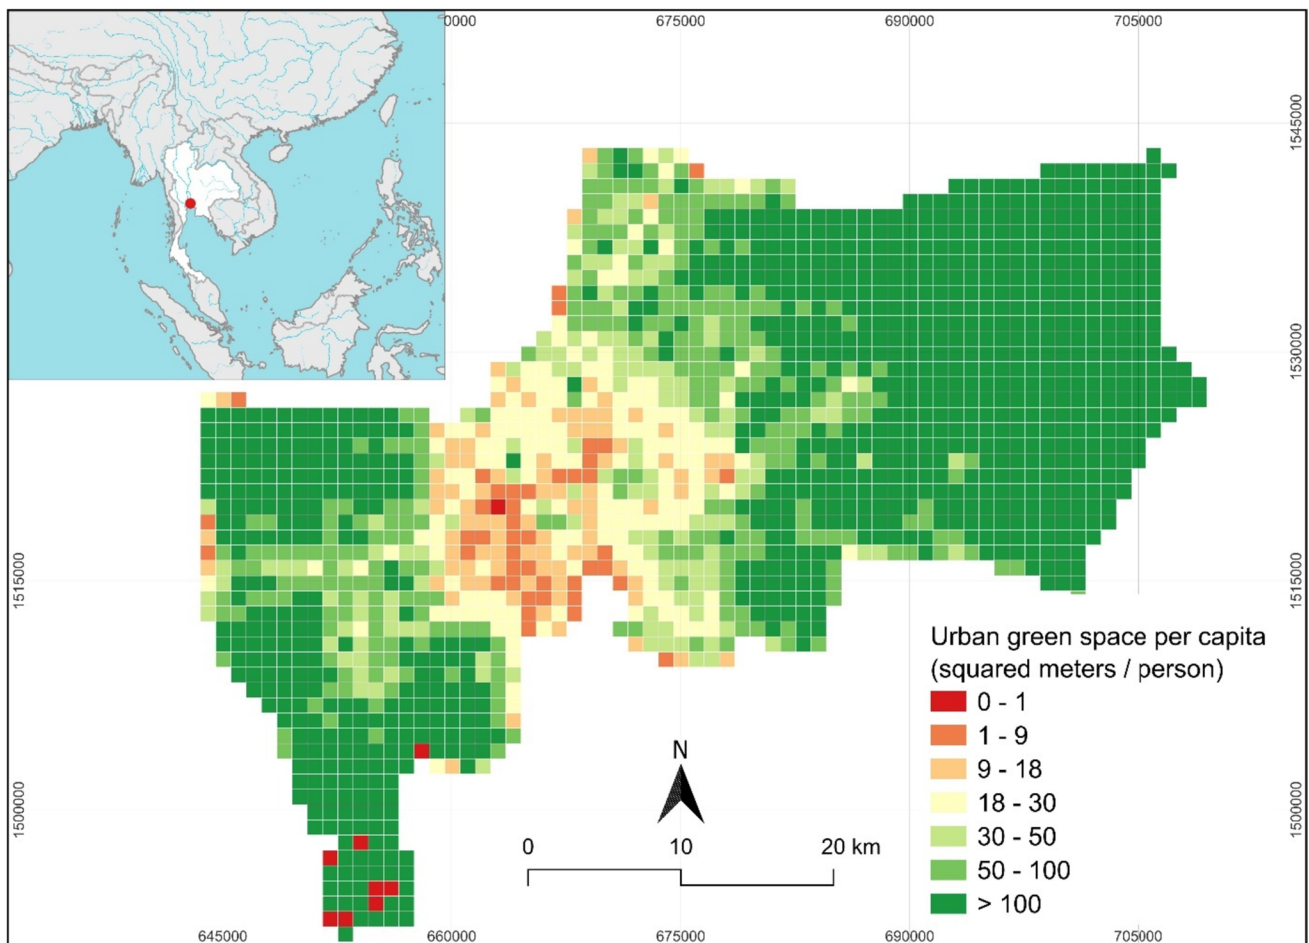 60000 675000 690000 705000
1545000
1530000
1515000 1515000
1500000 1500000
Urban green space per capita
(squared meters / person)
0 - 1
1 - 9
9 - 18
18 - 30
30 - 50
50 - 100
> 100
N
0 10 20 km
645000 660000 675000 690000 705000